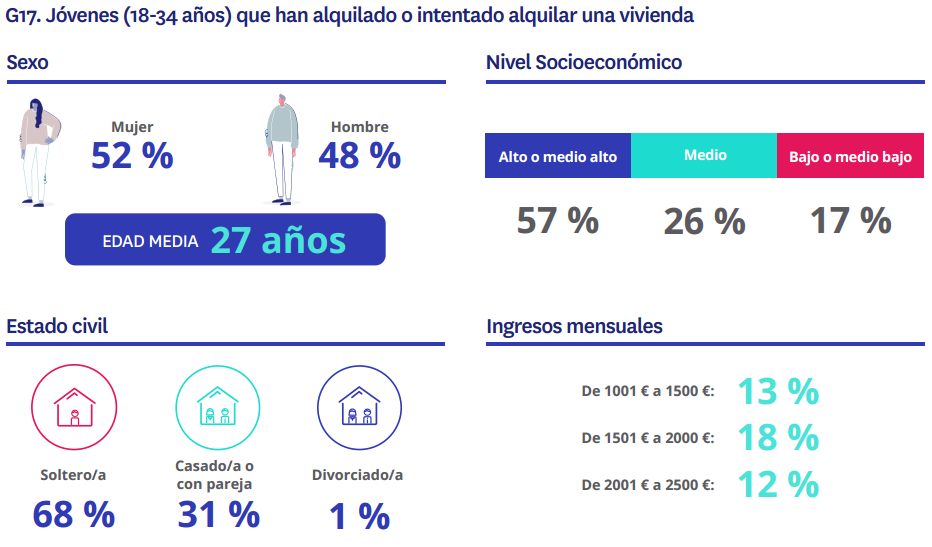 G17. Jóvenes (18-34 años) que han alquilado o intentado alquilar una vivienda
Sexo
Mujer
52 %
Hombre
48 %
EDAD MEDIA 27 años
Nivel Socioeconómico
Alto o medio alto
Medio
Bajo o medio bajo
57 %
26 %
17 %
Estado civil
Soltero/a
68 %
Casado/a o
con pareja
31 %
Divorciado/a
1 %
Ingresos mensuales
De 1001 € a 1500 €: 13 %
De 1501 € a 2000 €: 18 %
De 2001 € a 2500 €: 12 %